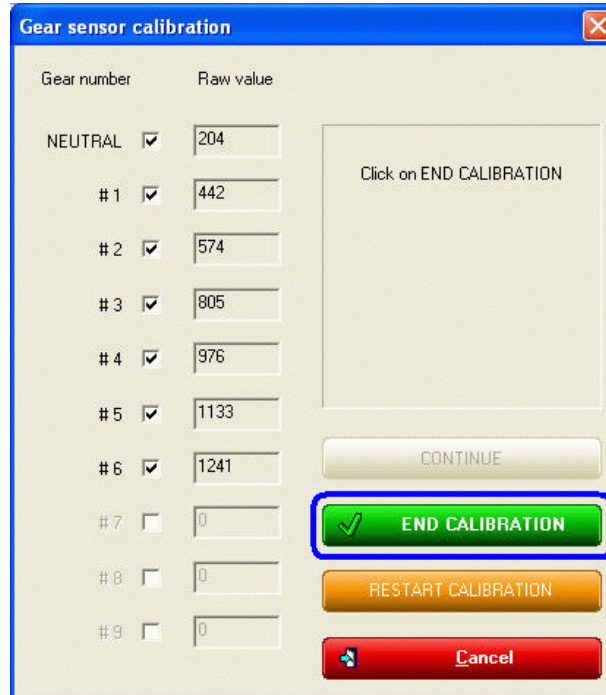 Gear sensor calibration
Gear number Raw value
NEUTRAL 204
Click on END CALIBRATION
#1 442
#2 574
#3 805
#4 976
#5 1133
#6 1241
CONTINUE
#7 0
END CALIBRATION
#8 0
RESTART CALIBRATION
#9 0
Cancel